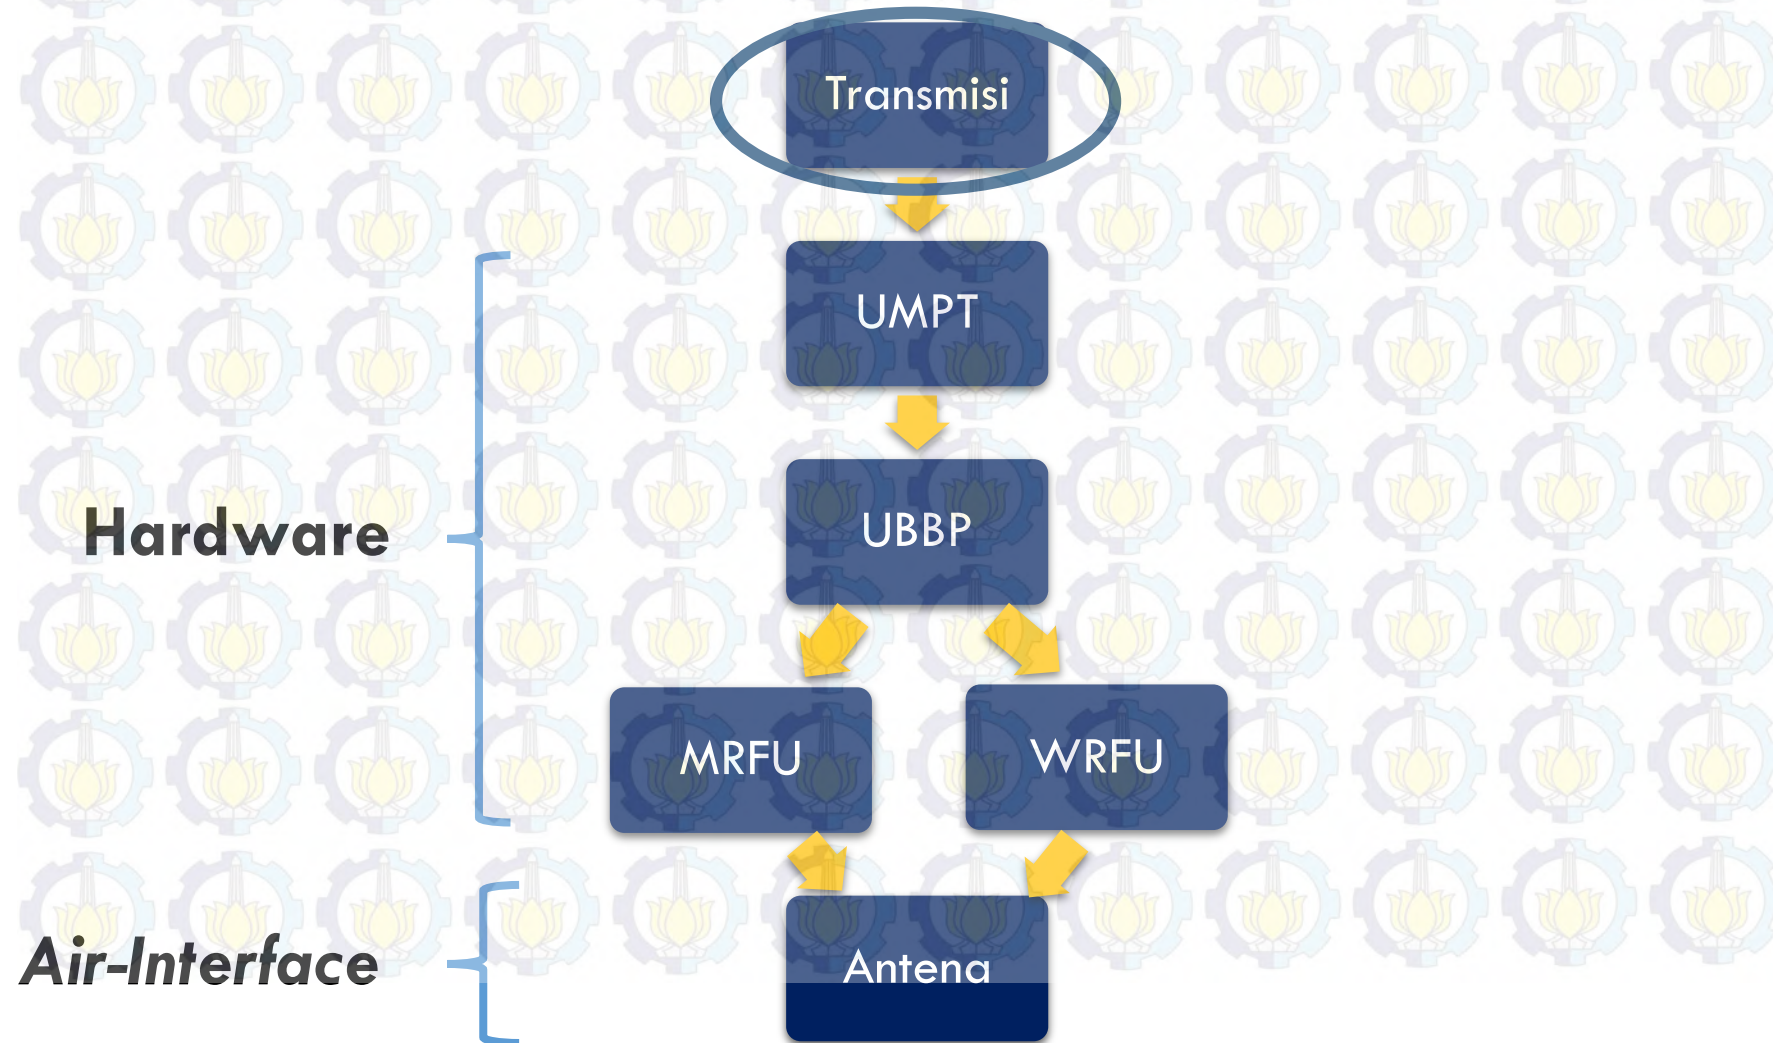 Transmisi
UMPT
UBBP
Hardware
MRFU
WRFU
Antena
Air-Interface